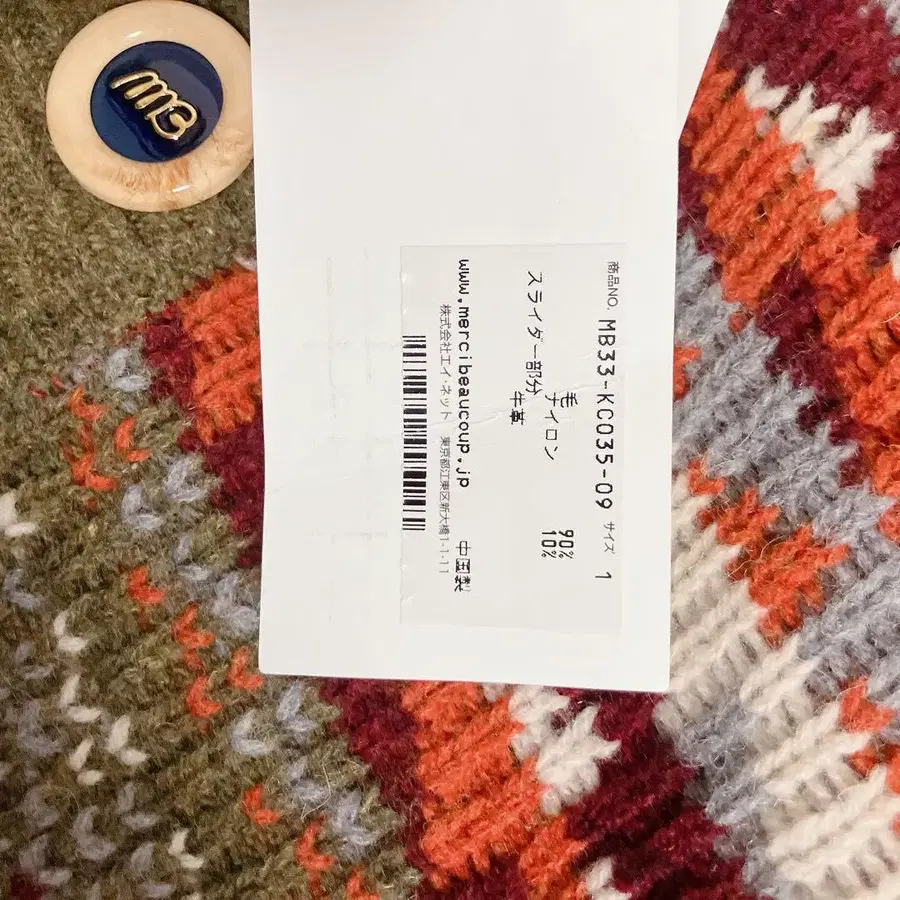 MB
商品NO. MB33-KC035-09 サイズ 1
毛 90%
ナイロン 10%
スライダー部分 牛革
www.mercibeaucoup.jp 中国製
株式会社エイ・ネット 東京都江東区新大橋1-1-11